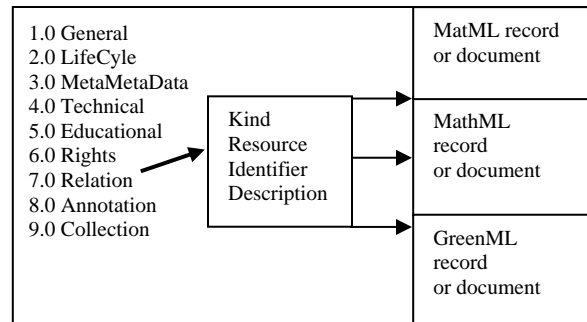 1.0 General
2.0 LifeCyle
3.0 MetaMetaData
4.0 Technical
5.0 Educational
6.0 Rights
7.0 Relation
8.0 Annotation
9.0 Collection
Kind
Resource
Identifier
Description
MatML record
or document
MathML
record
or document
GreenML
record
or document